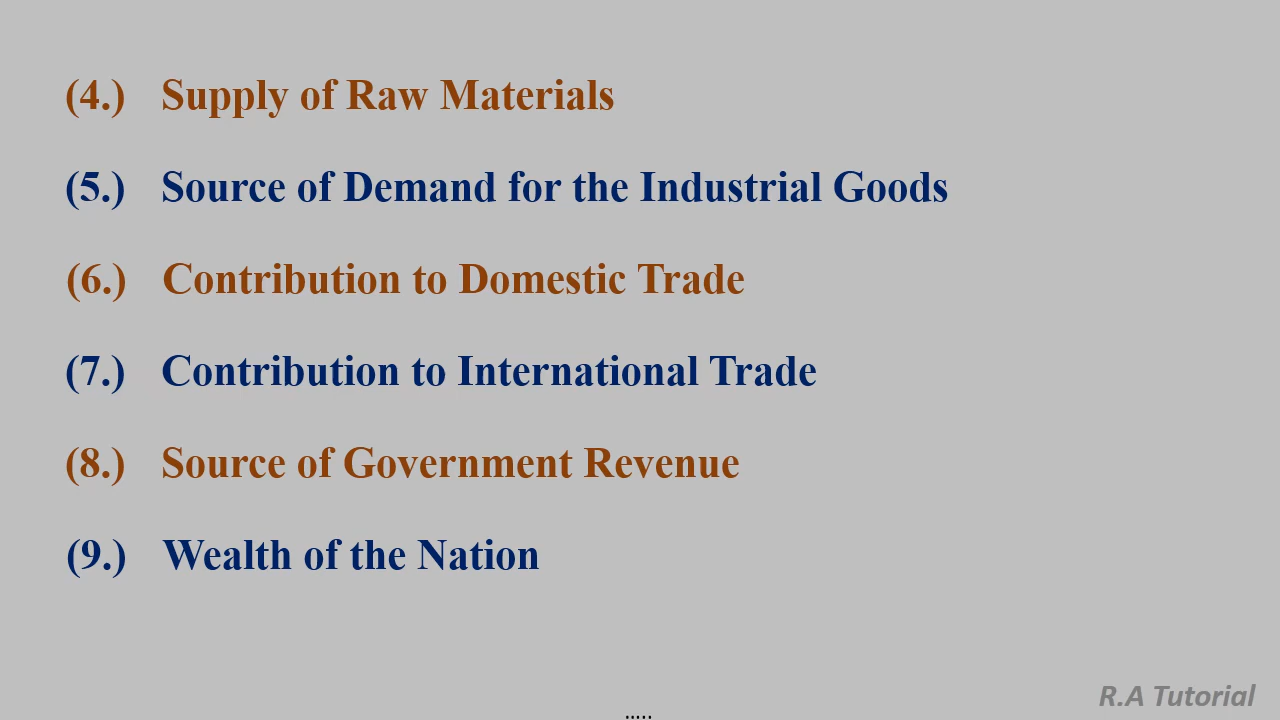 (4.) Supply of Raw Materials
(5.) Source of Demand for the Industrial Goods
(6.) Contribution to Domestic Trade
(7.) Contribution to International Trade
(8.) Source of Government Revenue
(9.) Wealth of the Nation
R.A Tutorial
.....